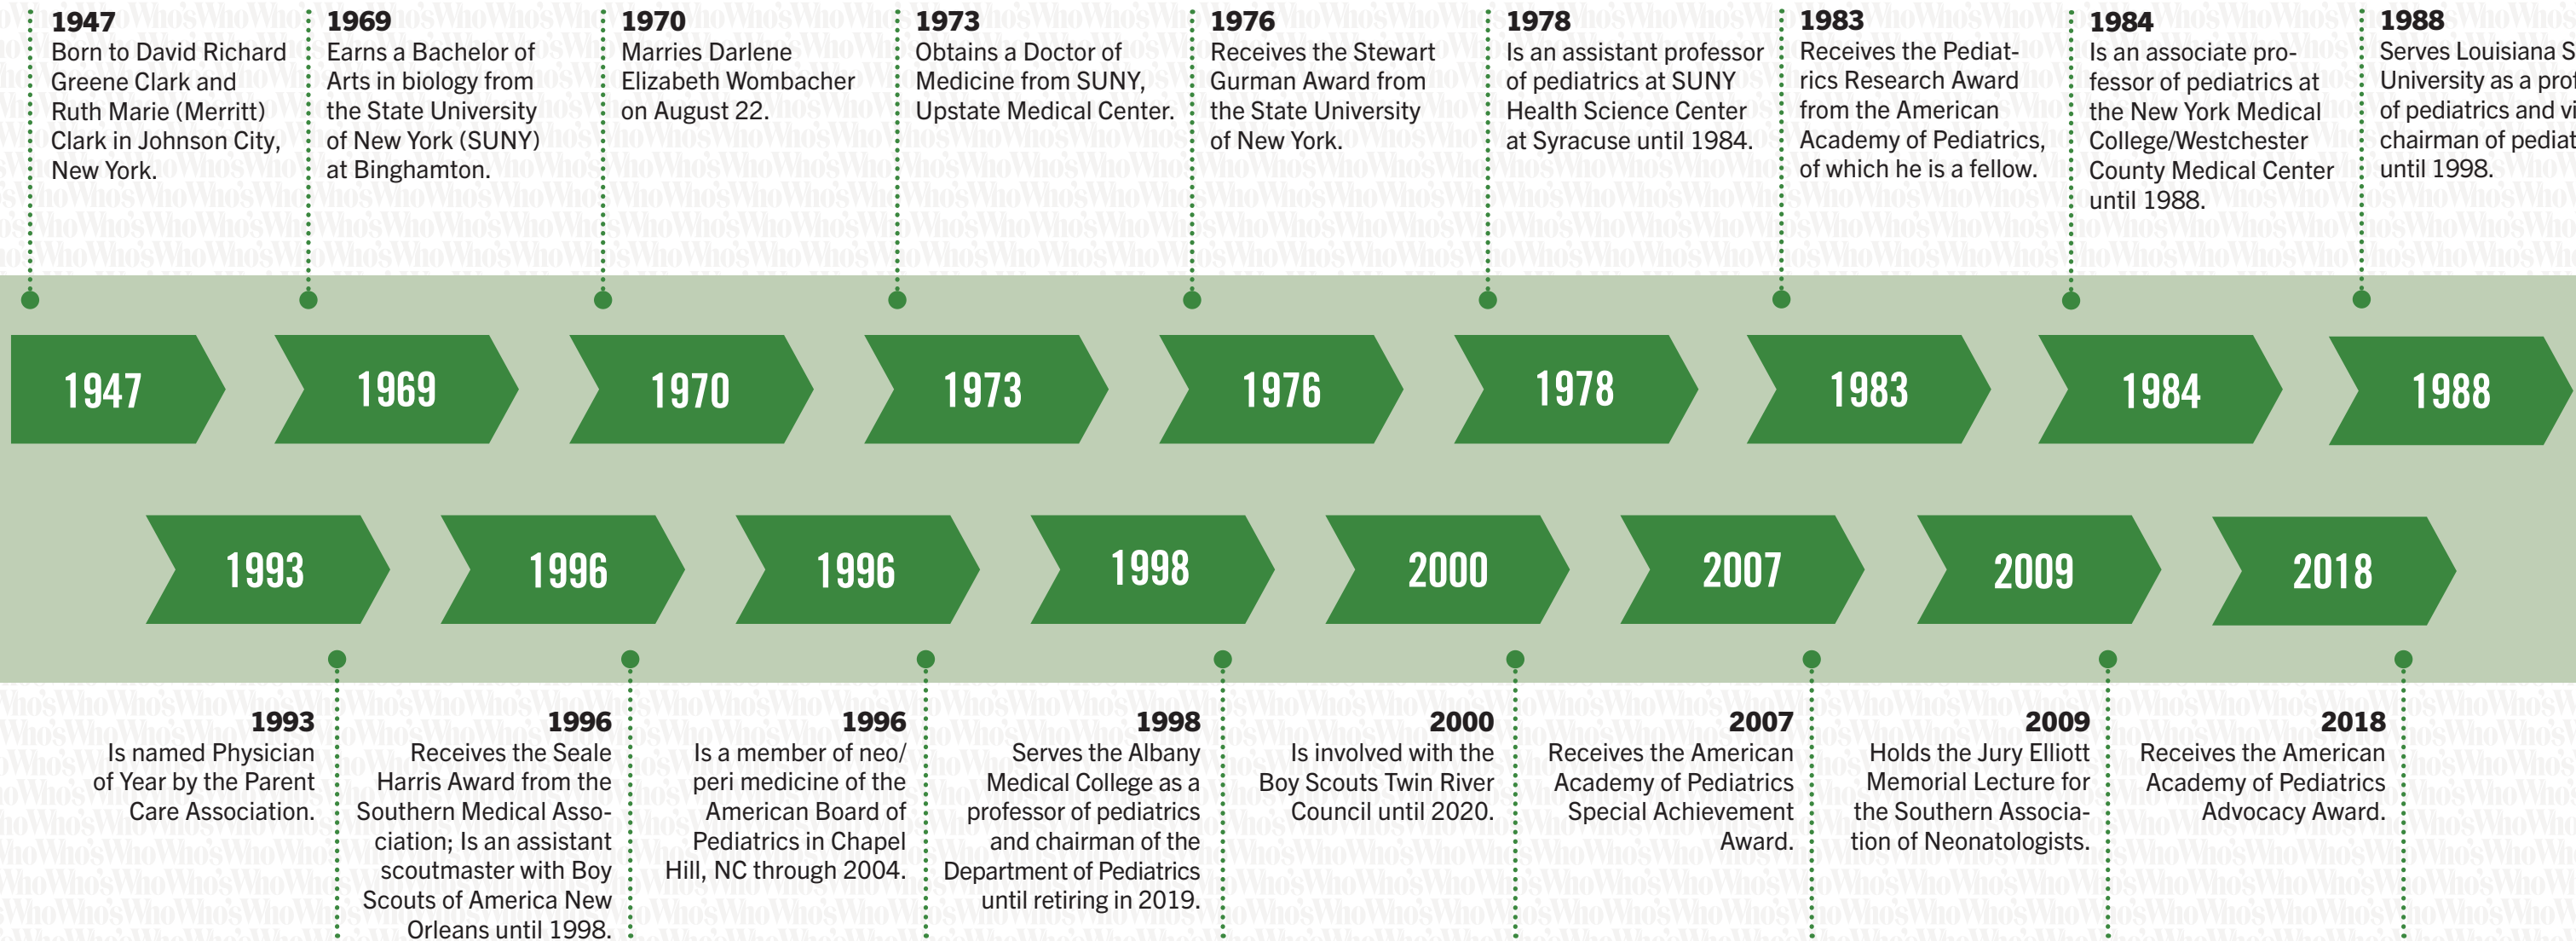 1947
Born to David Richard
Greene Clark and
Ruth Marie (Merritt)
Clark in Johnson City,
New York.
1969
Earns a Bachelor of
Arts in biology from
the State University
of New York (SUNY)
at Binghamton.
1970
Marries Darlene
Elizabeth Wombacher
on August 22.
1973
Obtains a Doctor of
Medicine from SUNY,
Upstate Medical Center.
1976
Receives the Stewart
Gurman Award from
the State University
of New York.
1978
Is an assistant professor
of pediatrics at SUNY
Health Science Center
at Syracuse until 1984.
1983
Receives the Pediat-
rics Research Award
from the American
Academy of Pediatrics,
of which he is a fellow.
1984
Is an associate pro-
fessor of pediatrics at
the New York Medical
College/Westchester
County Medical Center
until 1988.
1988
Serves Louisiana
University as a
of pediatrics and
chairman of
until 1998.
1947
1969
1970
1973
1976
1978
1983
1984
1988
1993
1996
1996
1998
2000
2007
2009
2018
1993
Is named Physician
of Year by the Parent
Care Association.
1996
Receives the Seale
Harris Award from the
Southern Medical Asso-
ciation; Is an assistant
scoutmaster with Boy
Scouts of America New
Orleans until 1998.
1996
Is a member of neo/
peri medicine of the
American Board of
Pediatrics in Chapel
Hill, NC through 2004.
1998
Serves the Albany
Medical College as a
professor of pediatrics
and chairman of the
Department of Pediatrics
until retiring in 2019.
2000
Is involved with the
Boy Scouts Twin River
Council until 2020.
2007
Receives the American
Academy of Pediatrics
Special Achievement
Award.
2009
Holds the Jury Elliott
Memorial Lecture for
the Southern Associa-
tion of Neonatologists.
2018
Receives the American
Academy of Pediatrics
Advocacy Award.